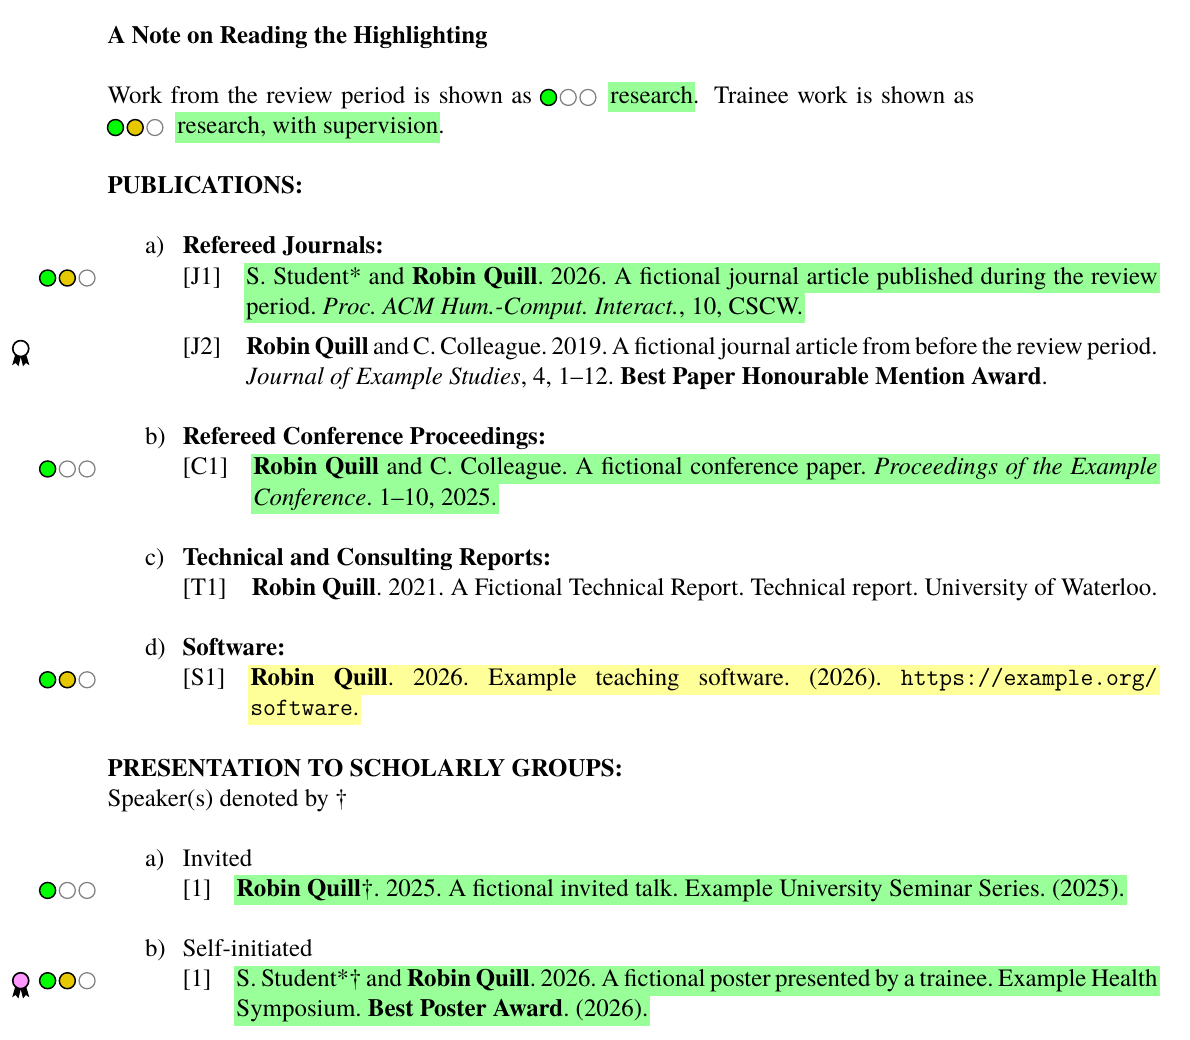 A Note on Reading the Highlighting
Work from the review period is shown as research. Trainee work is shown as
research, with supervision.
PUBLICATIONS:
a) Refereed Journals:
[J1] S. Student* and Robin Quill. 2026. A fictional journal article published during the review
period. Proc. ACM Hum.-Comput. Interact., 10, CSCW.
[J2] Robin Quill and C. Colleague. 2019. A fictional journal article from before the review period.
Journal of Example Studies, 4, 1–12. Best Paper Honourable Mention Award.
b) Refereed Conference Proceedings:
[C1] Robin Quill and C. Colleague. A fictional conference paper. Proceedings of the Example
Conference. 1–10, 2025.
c) Technical and Consulting Reports:
[T1] Robin Quill. 2021. A Fictional Technical Report. Technical report. University of Waterloo.
d) Software:
[S1] Robin Quill. 2026. Example teaching software. (2026). https://example.org/
software.
PRESENTATION TO SCHOLARLY GROUPS:
Speaker(s) denoted by †
a) Invited
[1] Robin Quill†. 2025. A fictional invited talk. Example University Seminar Series. (2025).
b) Self-initiated
[1] S. Student*† and Robin Quill. 2026. A fictional poster presented by a trainee. Example Health
Symposium. Best Poster Award. (2026).